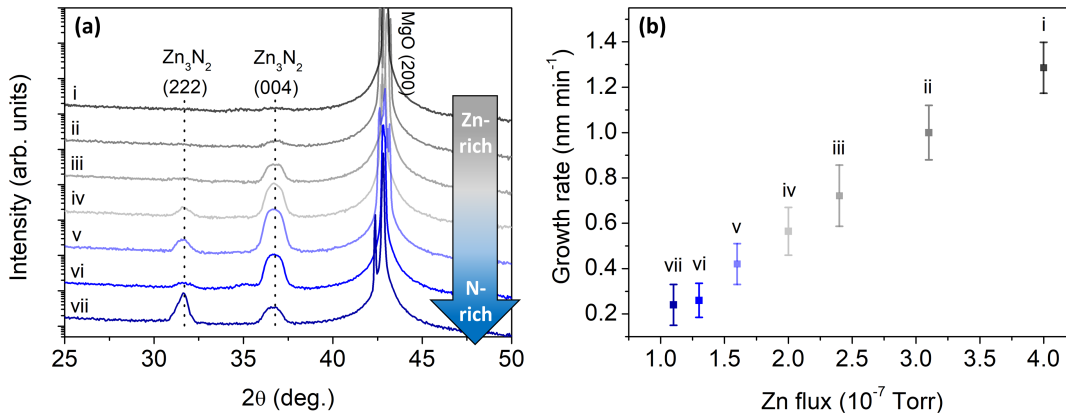 (a)
Zn₃N₂
(222)
Zn₃N₂
(004)
MgO (200)
i
ii
iii
iv
v
vi
vii
Zn-
rich
N-
rich
Intensity (arb. units)
25 30 35 40 45 50
2θ (deg.)
(b)
i
ii
iii
iv
v
vi
vii
Growth rate (nm min⁻¹)
1.4
1.2
1.0
0.8
0.6
0.4
0.2
1.0 1.5 2.0 2.5 3.0 3.5 4.0
Zn flux (10⁻⁷ Torr)